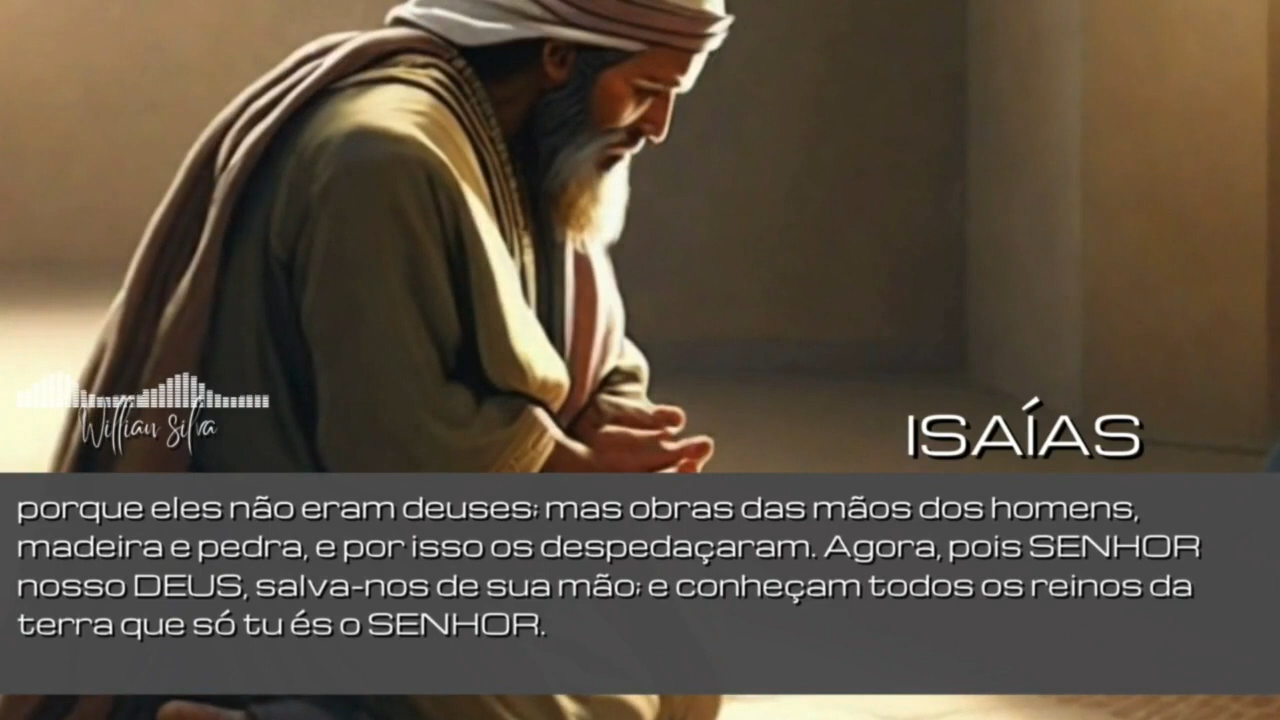 Willian Silva
ISAÍAS
porque eles não eram deuses; mas obras das mãos dos homens,
madeira e pedra, e por isso os despedaçaram. Agora, pois SENHOR
nosso DEUS, salva-nos de sua mão; e conheçam todos os reinos da
terra que só tu és o SENHOR.